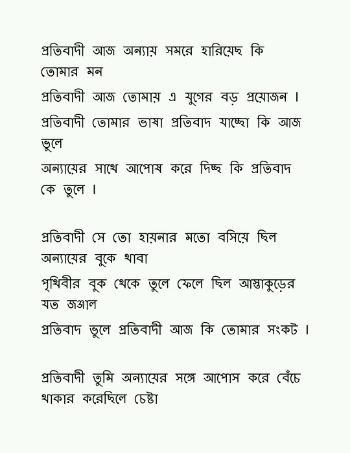 প্রতিবাদী আজ অন্যায় সমরে হারিয়েছ কি
তোমার মন
প্রতিবাদী আজ তোমায় এ যুগের বড় প্রয়োজন ।
প্রতিবাদী তোমার ভাষা প্রতিবাদ যাচ্ছো কি আজ
ভুলে
অন্যায়ের সাথে আপোষ করে দিচ্ছ কি প্রতিবাদ
কে তুলে ।
প্রতিবাদী সে তো হায়নার মতো বসিয়ে ছিল
অন্যায়ের বুকে থাবা
পৃথিবীর বুক থেকে তুলে ফেলে ছিল আস্তাকুড়ের
যত জঞ্জাল
প্রতিবাদ ভুলে প্রতিবাদী আজ কি তোমার সংকট ।
প্রতিবাদী তুমি অন্যায়ের সঙ্গে আপোস করে বেঁচে
থাকার করেছিলে চেষ্টা